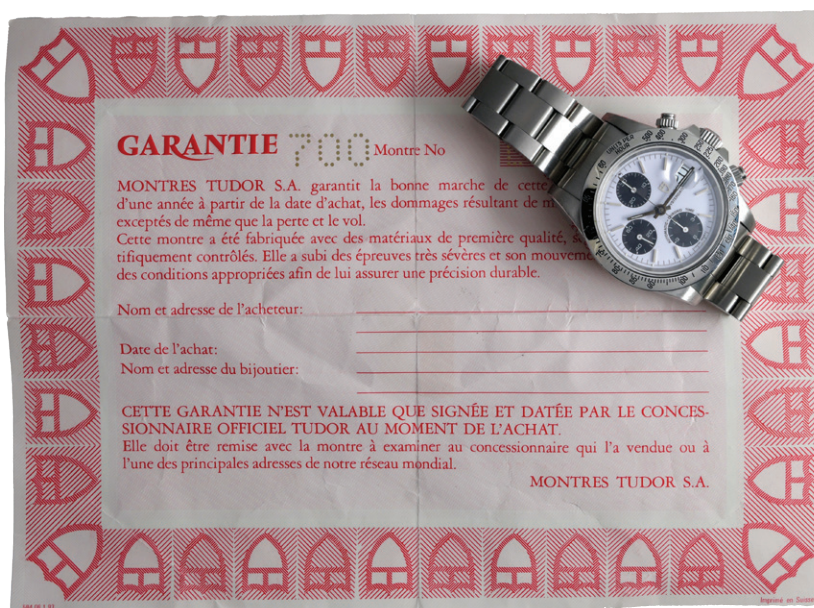 GARANTIE 700 Montre No
MONTRES TUDOR S.A. garantit la bonne marche de cette
d'une année à partir de la date d'achat, les dommages résultant de
exceptés de même que la perte et le vol.
Cette montre a été fabriquée avec des matériaux de première qualité,
tifiquement contrôlés. Elle a subi des épreuves très sévères et son
des conditions appropriées afin de lui assurer une précision durable.
Nom et adresse de l'acheteur:
Date de l'achat:
Nom et adresse du bijoutier:
CETTE GARANTIE N'EST VALABLE QUE SIGNÉE ET DATÉE PAR LE CONCES-
SIONNAIRE OFFICIEL TUDOR AU MOMENT DE L'ACHAT.
Elle doit être remise avec la montre à examiner au concessionnaire qui l'a vendue ou à
l'une des principales adresses de notre réseau mondial.
MONTRES TUDOR S.A.
Imprimé en Suisse